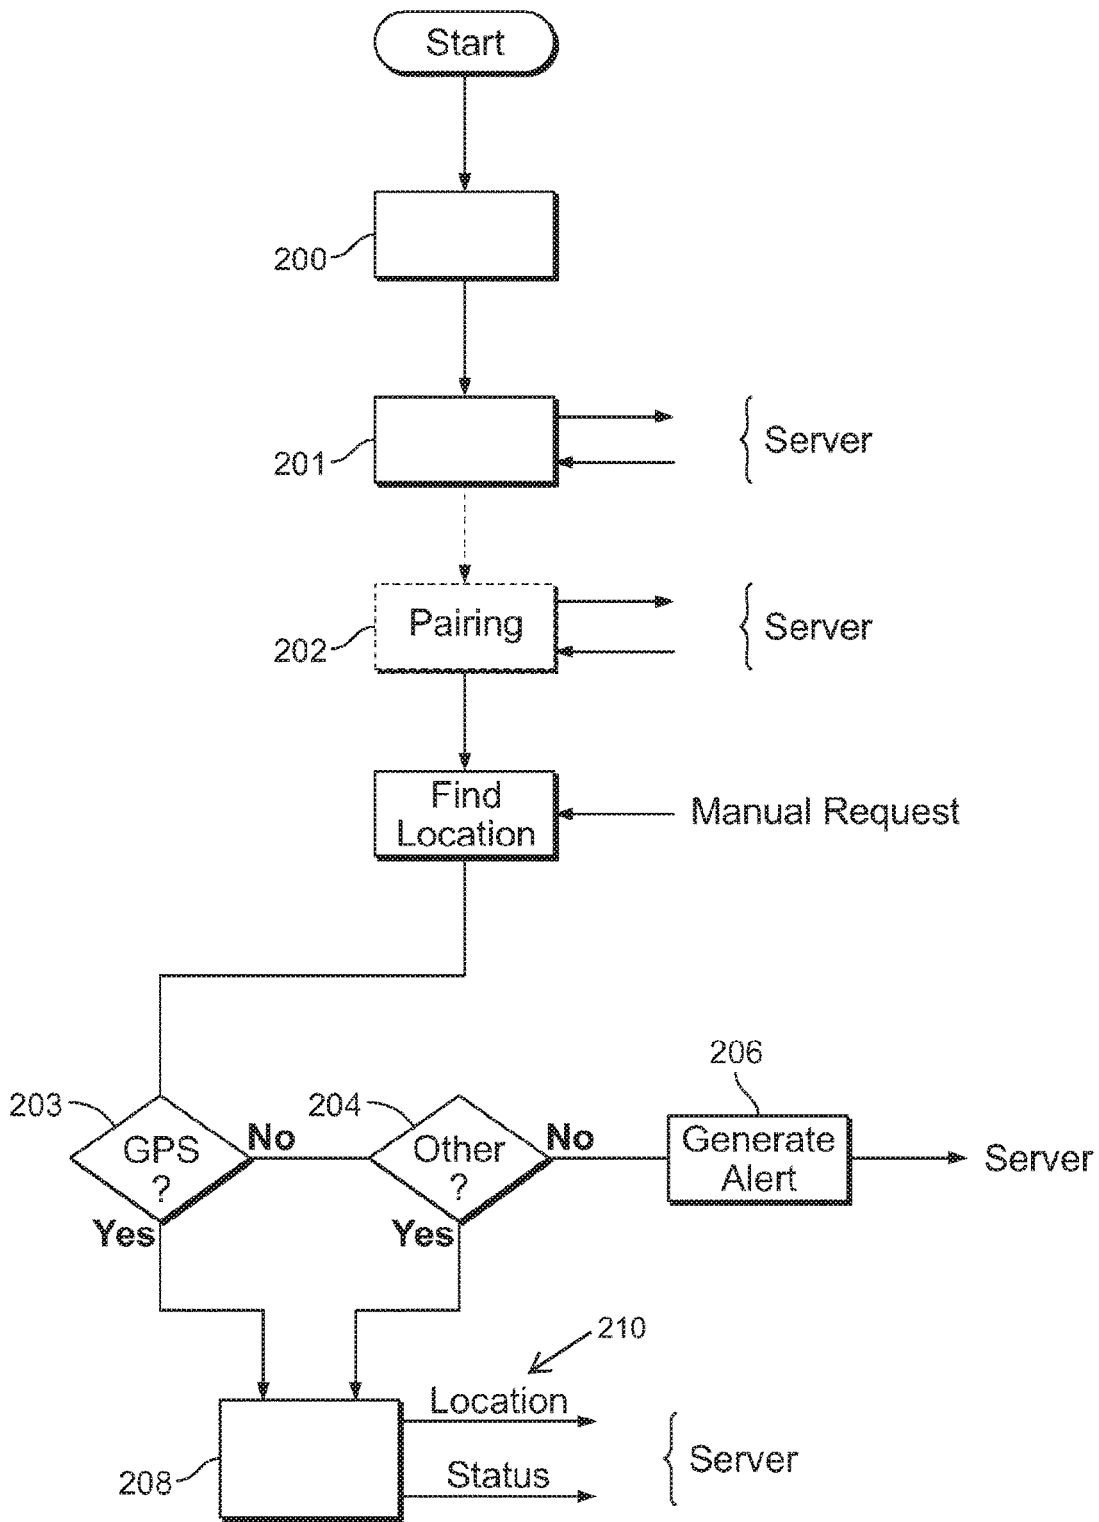 Start
200
201
Server
Pairing
202
Server
Find
Location
Manual Request
203
GPS
?
No
Yes
204
Other
?
No
Yes
206
Generate
Alert
Server
210
208
Location
Status
Server